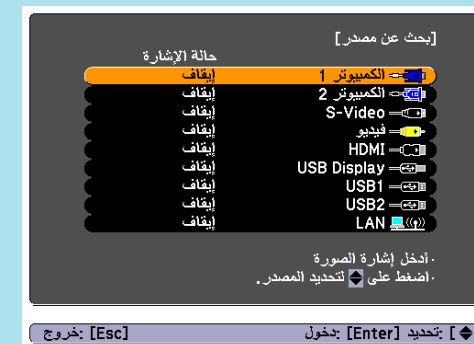 [بحث عن مصدر]
حالة الإشارة
الكمبيوتر 1 إيقاف
الكمبيوتر 2 إيقاف
S-Video إيقاف
فيديو إيقاف
HDMI إيقاف
USB Display إيقاف
USB1 إيقاف
USB2 إيقاف
LAN إيقاف
.ادخل إشارة الصورة
.اضغط على لتحديد المصدر.
[ :تحديد [Enter] :دخول [Esc] :خروج